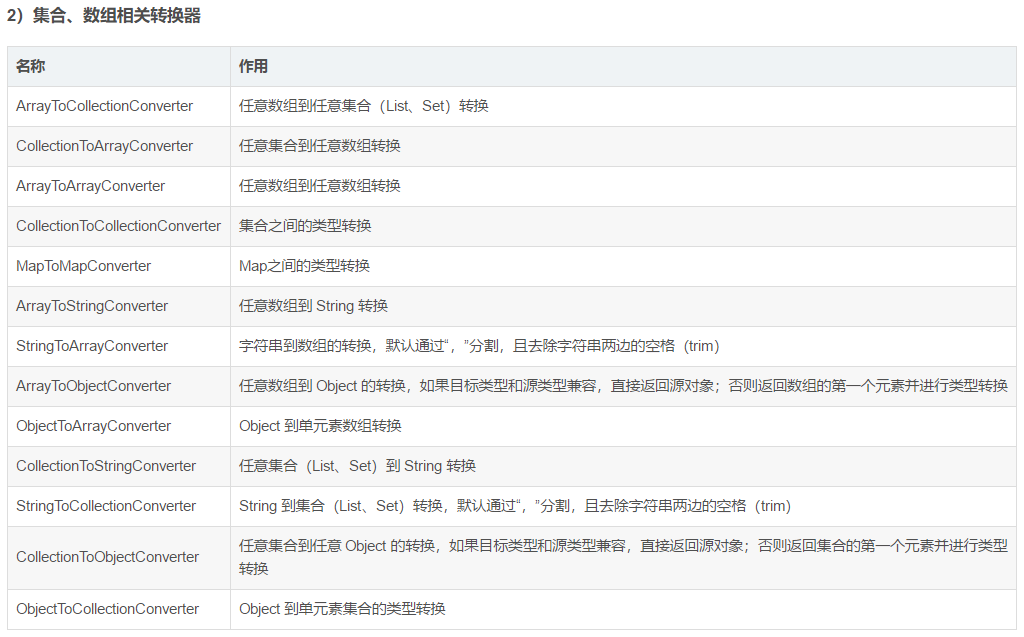 2）集合、数组相关转换器
名称 作用
ArrayToCollectionConverter 任意数组到任意集合（List、Set）转换
CollectionToArrayConverter 任意集合到任意数组转换
ArrayToArrayConverter 任意数组到任意数组转换
CollectionToCollectionConverter 集合之间的类型转换
MapToMapConverter Map之间的类型转换
ArrayToStringConverter 任意数组到 String 转换
StringToArrayConverter 字符串到数组的转换，默认通过“，”分割，且去除字符串两边的空格（trim）
ArrayToObjectConverter 任意数组到 Object 的转换，如果目标类型和源类型兼容，直接返回源对象；否则返回数组的第一个元素并进行类型转换
ObjectToArrayConverter Object 到单元素数组转换
CollectionToStringConverter 任意集合（List、Set）到 String 转换
StringToCollectionConverter String 到集合（List、Set）转换，默认通过“，”分割，且去除字符串两边的空格（trim）
CollectionToObjectConverter 任意集合到任意 Object 的转换，如果目标类型和源类型兼容，直接返回源对象；否则返回集合的第一个元素并进行类型
转换
ObjectToCollectionConverter Object 到单元素集合的类型转换